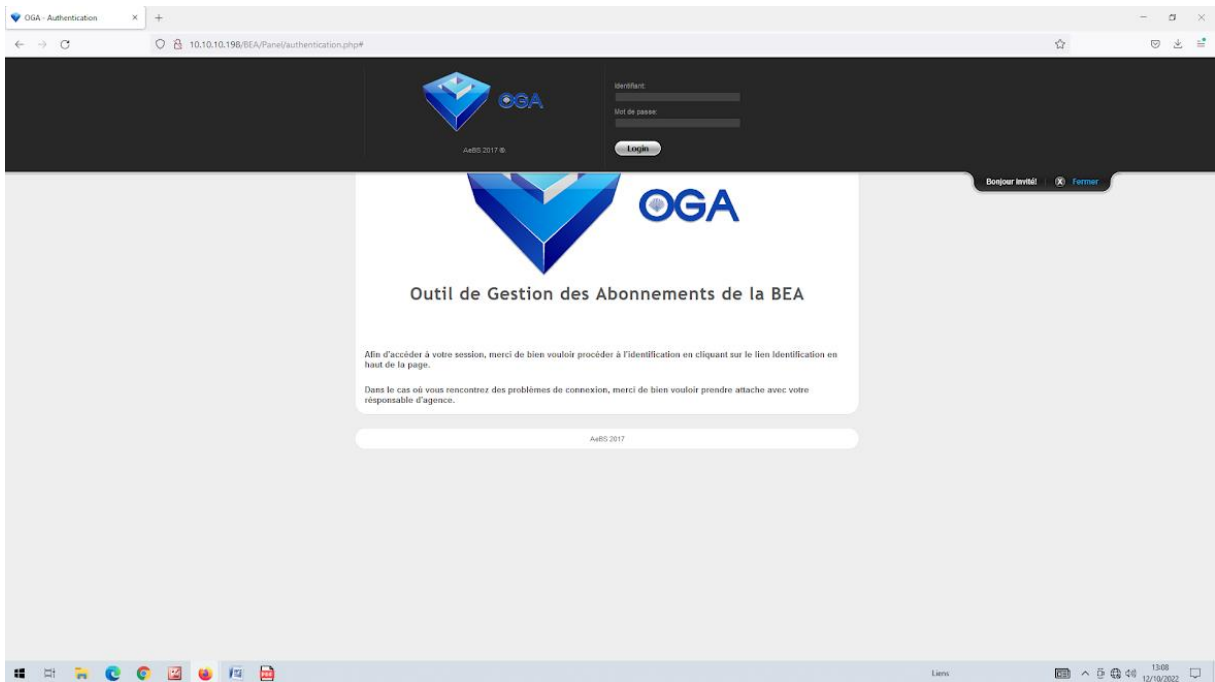 OGA - Authentication
10.10.10.198/BEA/Panel/authentication.php#
OGA
AeBS 2017 ®
Identifiant:
Mot de passe:
Login
Bonjour invité!
X Fermer
OGA
Outil de Gestion des Abonnements de la BEA
Afin d'accéder à votre session, merci de bien vouloir procéder à l'identification en cliquant sur le lien Identification en
haut de la page.
Dans le cas où vous rencontrez des problèmes de connexion, merci de bien vouloir prendre attache avec votre
résponsable d'agence.
AeBS 2017
Liens
13:08
12/10/2022